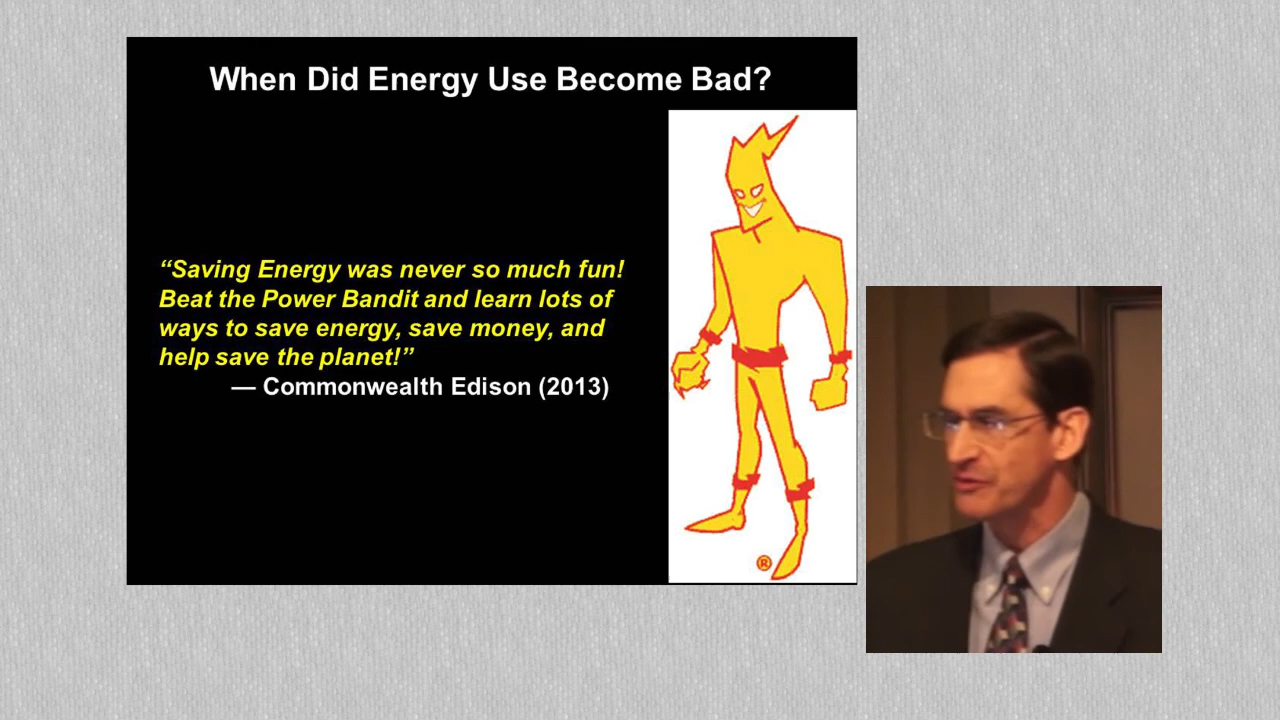 When Did Energy Use Become Bad?
“Saving Energy was never so much fun!
Beat the Power Bandit and learn lots of
ways to save energy, save money, and
help save the planet!”
— Commonwealth Edison (2013)
®